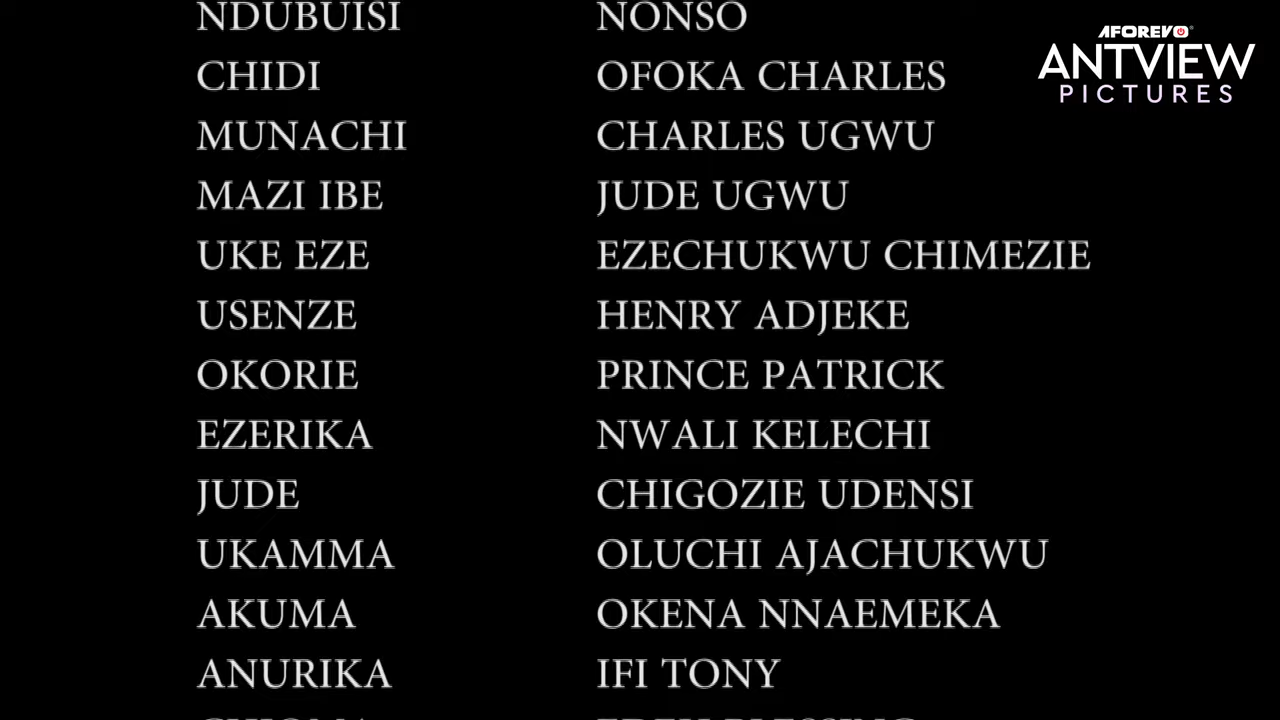 NDUBUISI NONSO
CHIDI OFOKA CHARLES
MUNACHI CHARLES UGWU
MAZI IBE JUDE UGWU
UKE EZE EZECHUKWU CHIMEZIE
USENZE HENRY ADJEKE
OKORIE PRINCE PATRICK
EZERIKA NWALI KELECHI
JUDE CHIGOZIE UDENSI
UKAMMA OLUCHI AJACHUKWU
AKUMA OKENA NNAEMEKA
ANURIKA IFI TONY
AFOREVO
ANTVIEW
PICTURES